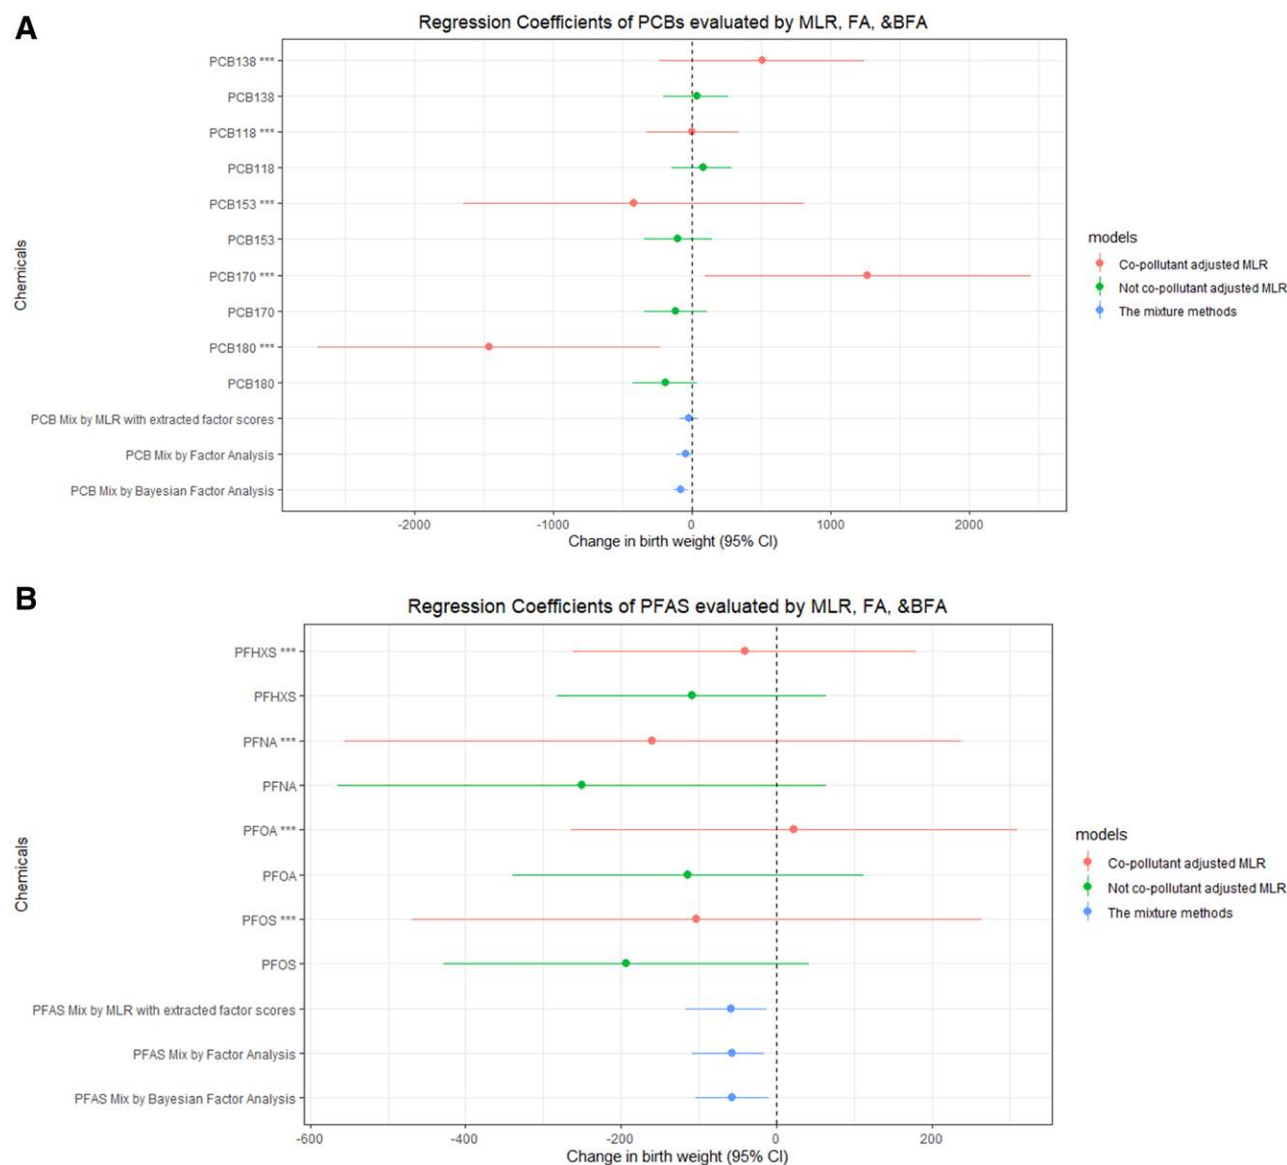 A
Regression Coefficients of PCBs evaluated by MLR, FA, &BFA
Chemicals
PCB138 ***
PCB138
PCB118 ***
PCB118
PCB153 ***
PCB153
PCB170 ***
PCB170
PCB180 ***
PCB180
PCB Mix by MLR with extracted factor scores
PCB Mix by Factor Analysis
PCB Mix by Bayesian Factor Analysis
-2000 -1000 0 1000 2000
Change in birth weight (95% CI)
models
Co-pollutant adjusted MLR
Not co-pollutant adjusted MLR
The mixture methods
B
Regression Coefficients of PFAS evaluated by MLR, FA, &BFA
Chemicals
PFHXS ***
PFHXS
PFNA ***
PFNA
PFOA ***
PFOA
PFOS ***
PFOS
PFAS Mix by MLR with extracted factor scores
PFAS Mix by Factor Analysis
PFAS Mix by Bayesian Factor Analysis
-600 -400 -200 0 200
Change in birth weight (95% CI)
models
Co-pollutant adjusted MLR
Not co-pollutant adjusted MLR
The mixture methods